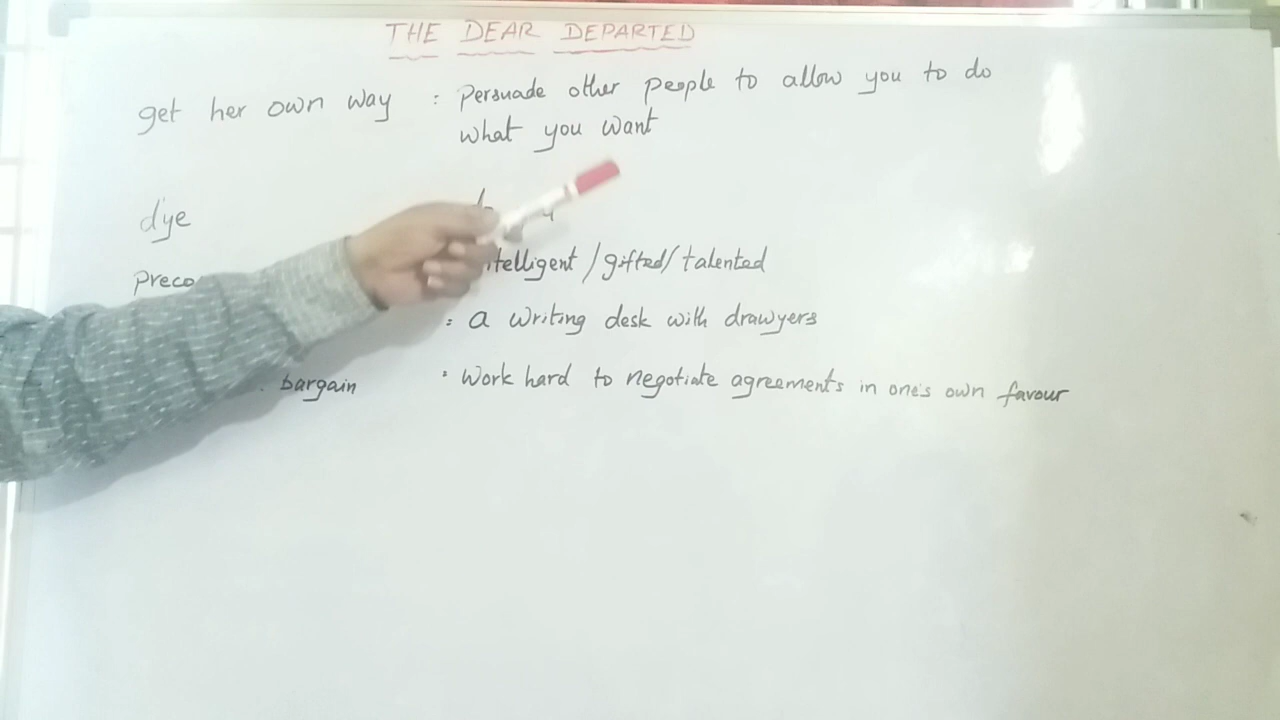 THE DEAR DEPARTED
get her own way : Persuade other people to allow you to do
what you want
dye
preco
ntelligent / gifted / talented
: a writing desk with drawyers
bargain : Work hard to negotiate agreements in one's own favour